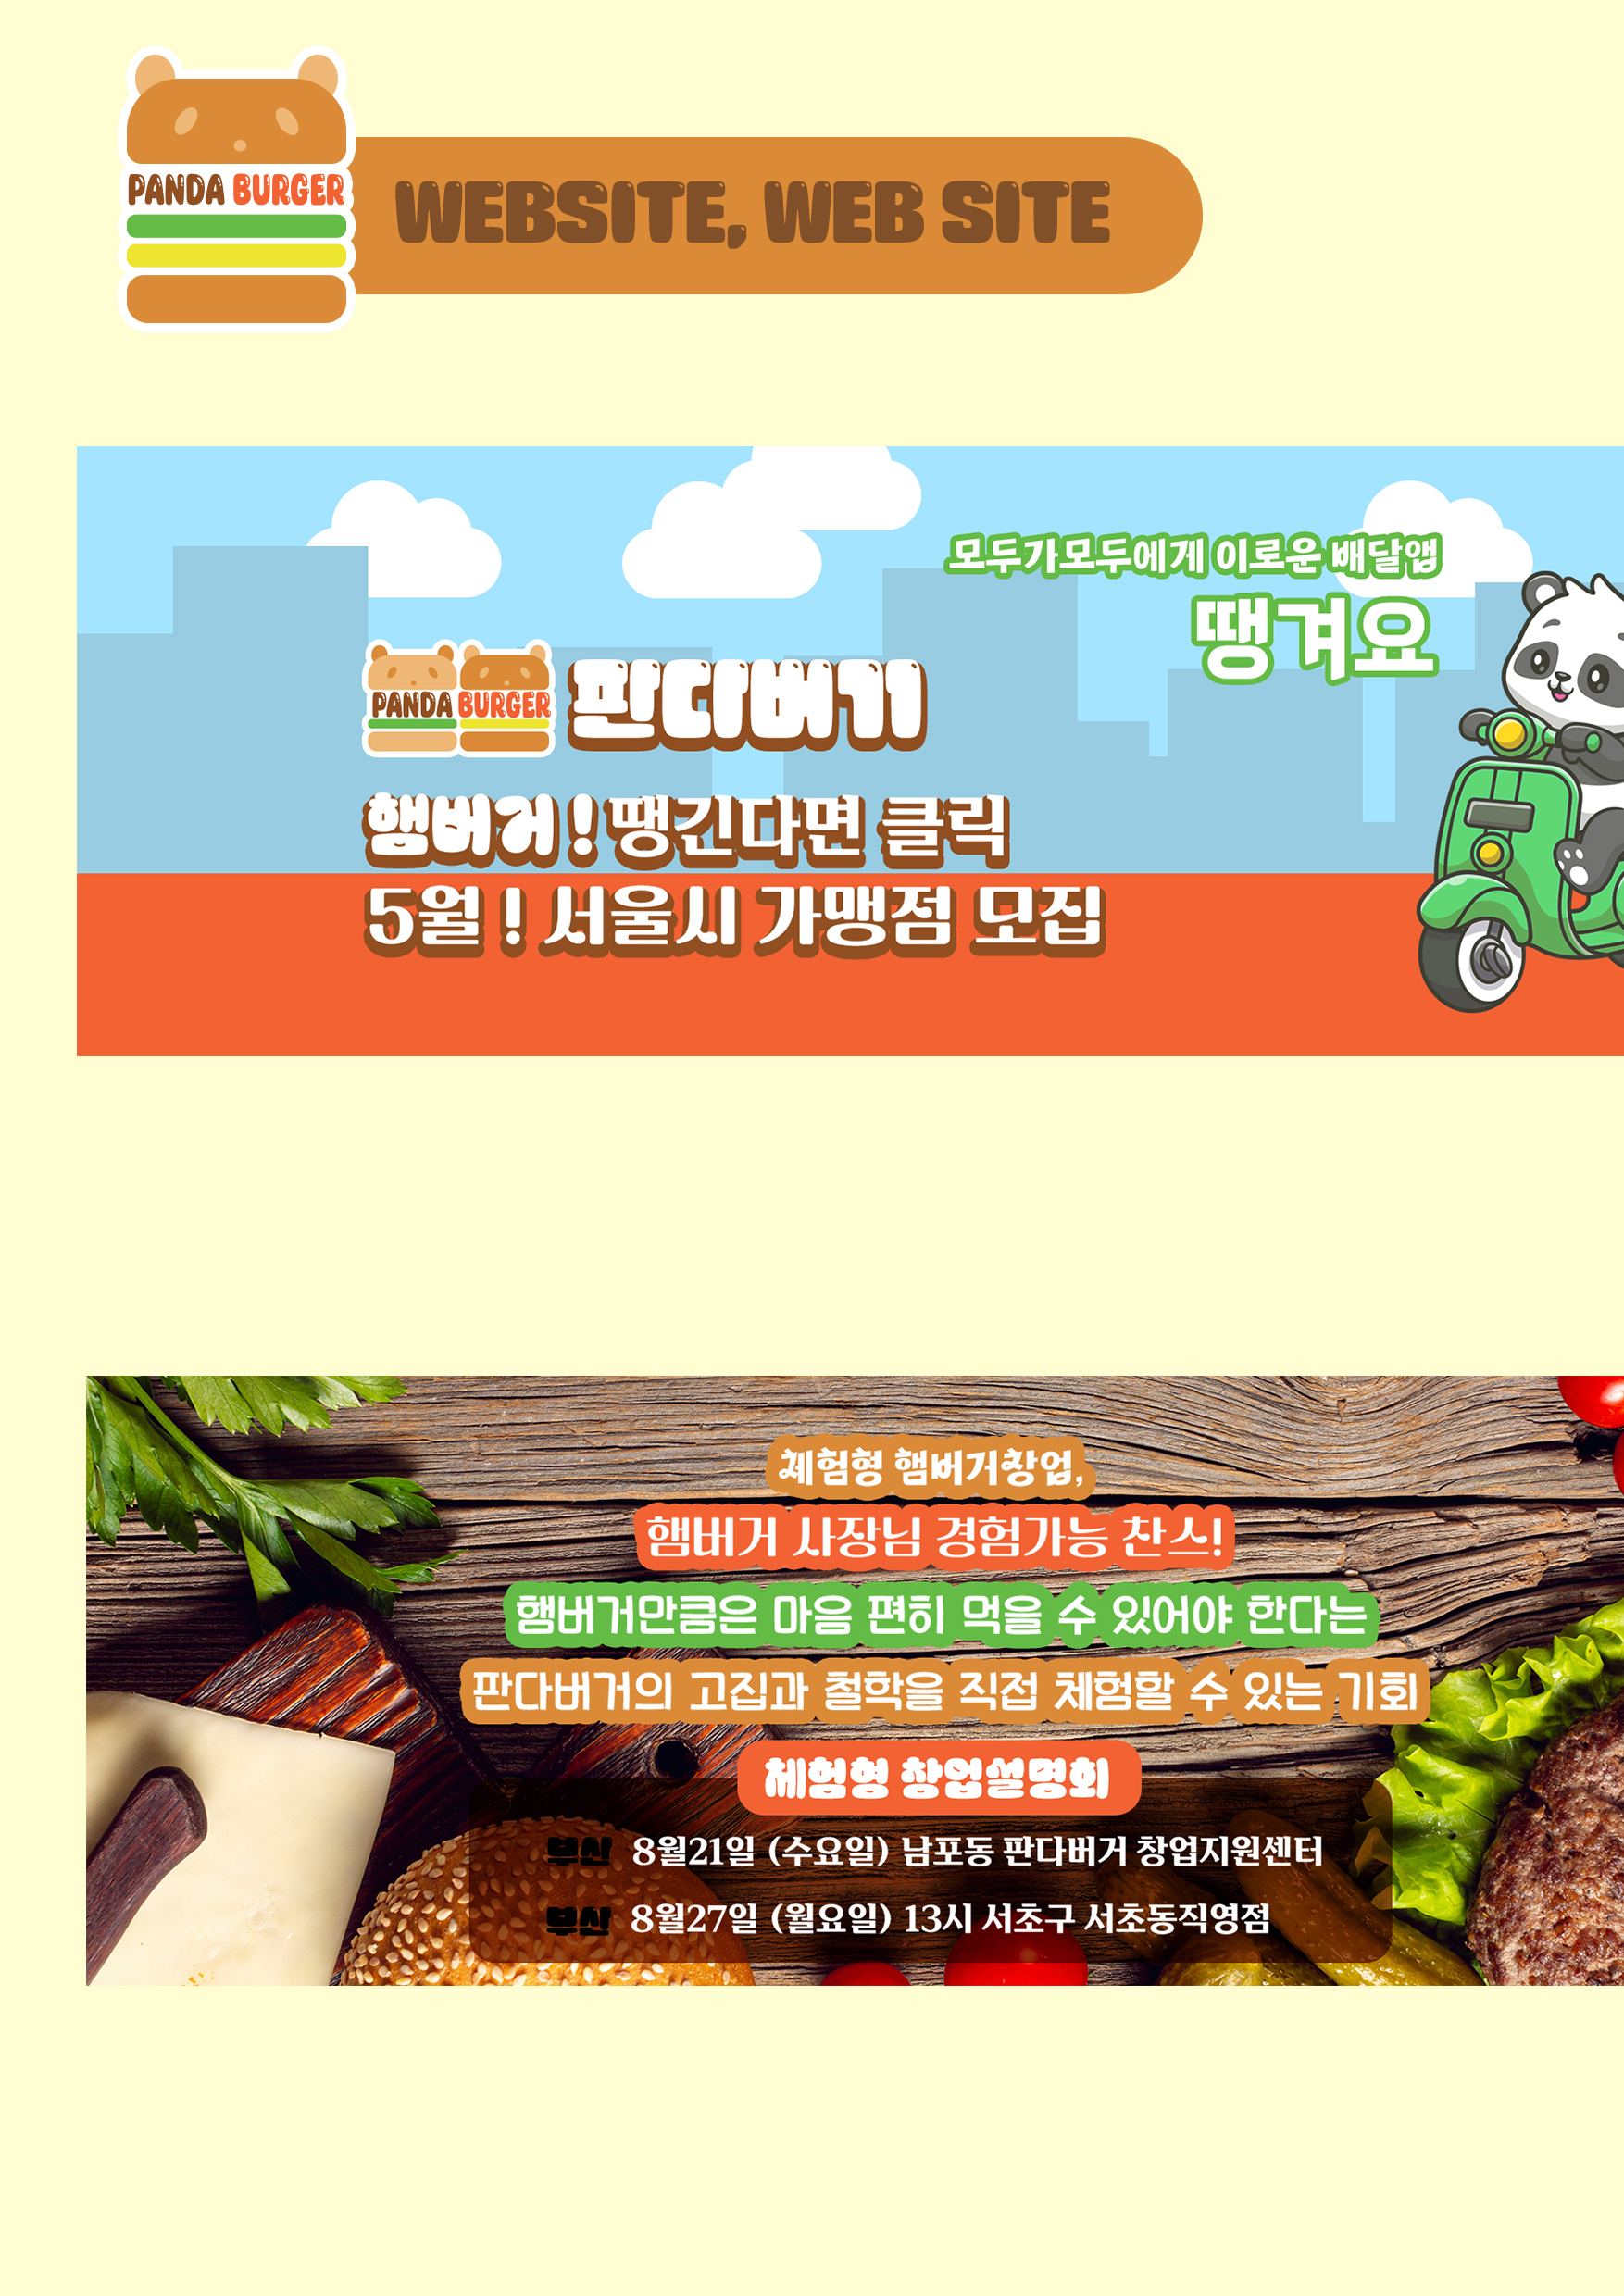 PANDA BURGER
WEBSITE, WEB SITE
모두가모두에게 이로운 배달앱
땡겨요
PANDA BURGER
판다버기
햄버거 ! 땡긴다면 클릭
5월 ! 서울시 가맹점 모집
체험형 햄버거창업,
햄버거 사장님 경험가능 찬스!
햄버거만큼은 마음 편히 먹을 수 있어야 한다는
판다버거의 고집과 철학을 직접 체험할 수 있는 기회
체험형 창업설명회
부산 8월21일 (수요일) 남포동 판다버거 창업지원센터
부산 8월27일 (월요일) 13시 서초구 서초동직영점